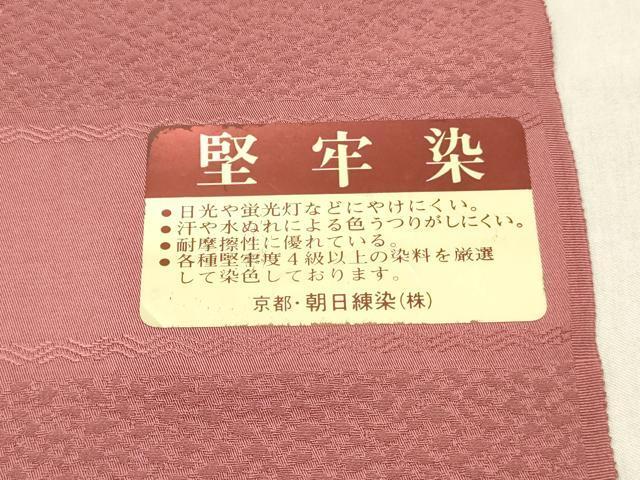 堅牢染
●日光や蛍光灯などにやけにくい。
●汗や水ぬれによる色うつりがしにくい。
●耐摩擦性に優れている。
●各種堅牢度4級以上の染料を厳選
して染色しております。
京都・朝日練染(株)